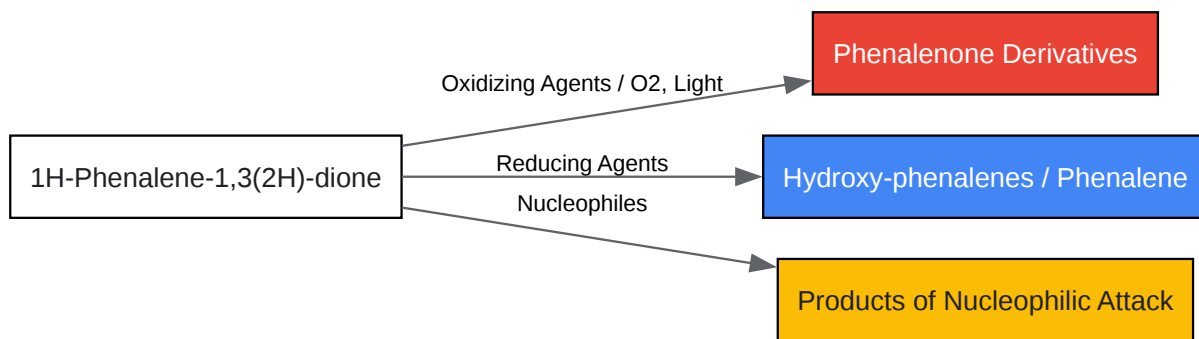 Phenalenone Derivatives
Oxidizing Agents / O2, Light
1H-Phenalene-1,3(2H)-dione
Reducing Agents
Hydroxy-phenalenes / Phenalene
Nucleophiles
Products of Nucleophilic Attack